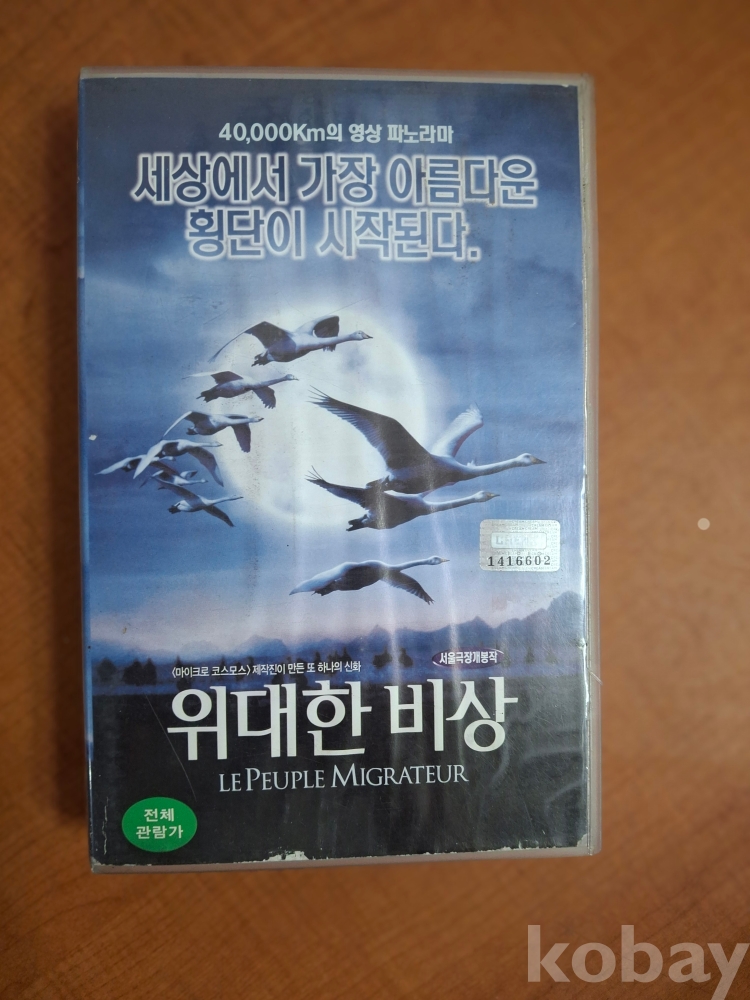 40,000Km의 영상 파노라마
세상에서 가장 아름다운
횡단이 시작된다.
1416602
<마이크로 코스모스> 제작진이 만든 또 하나의 신화
서울극장개봉작
위대한 비상
LE PEUPLE MIGRATEUR
전체
관람가
kobay